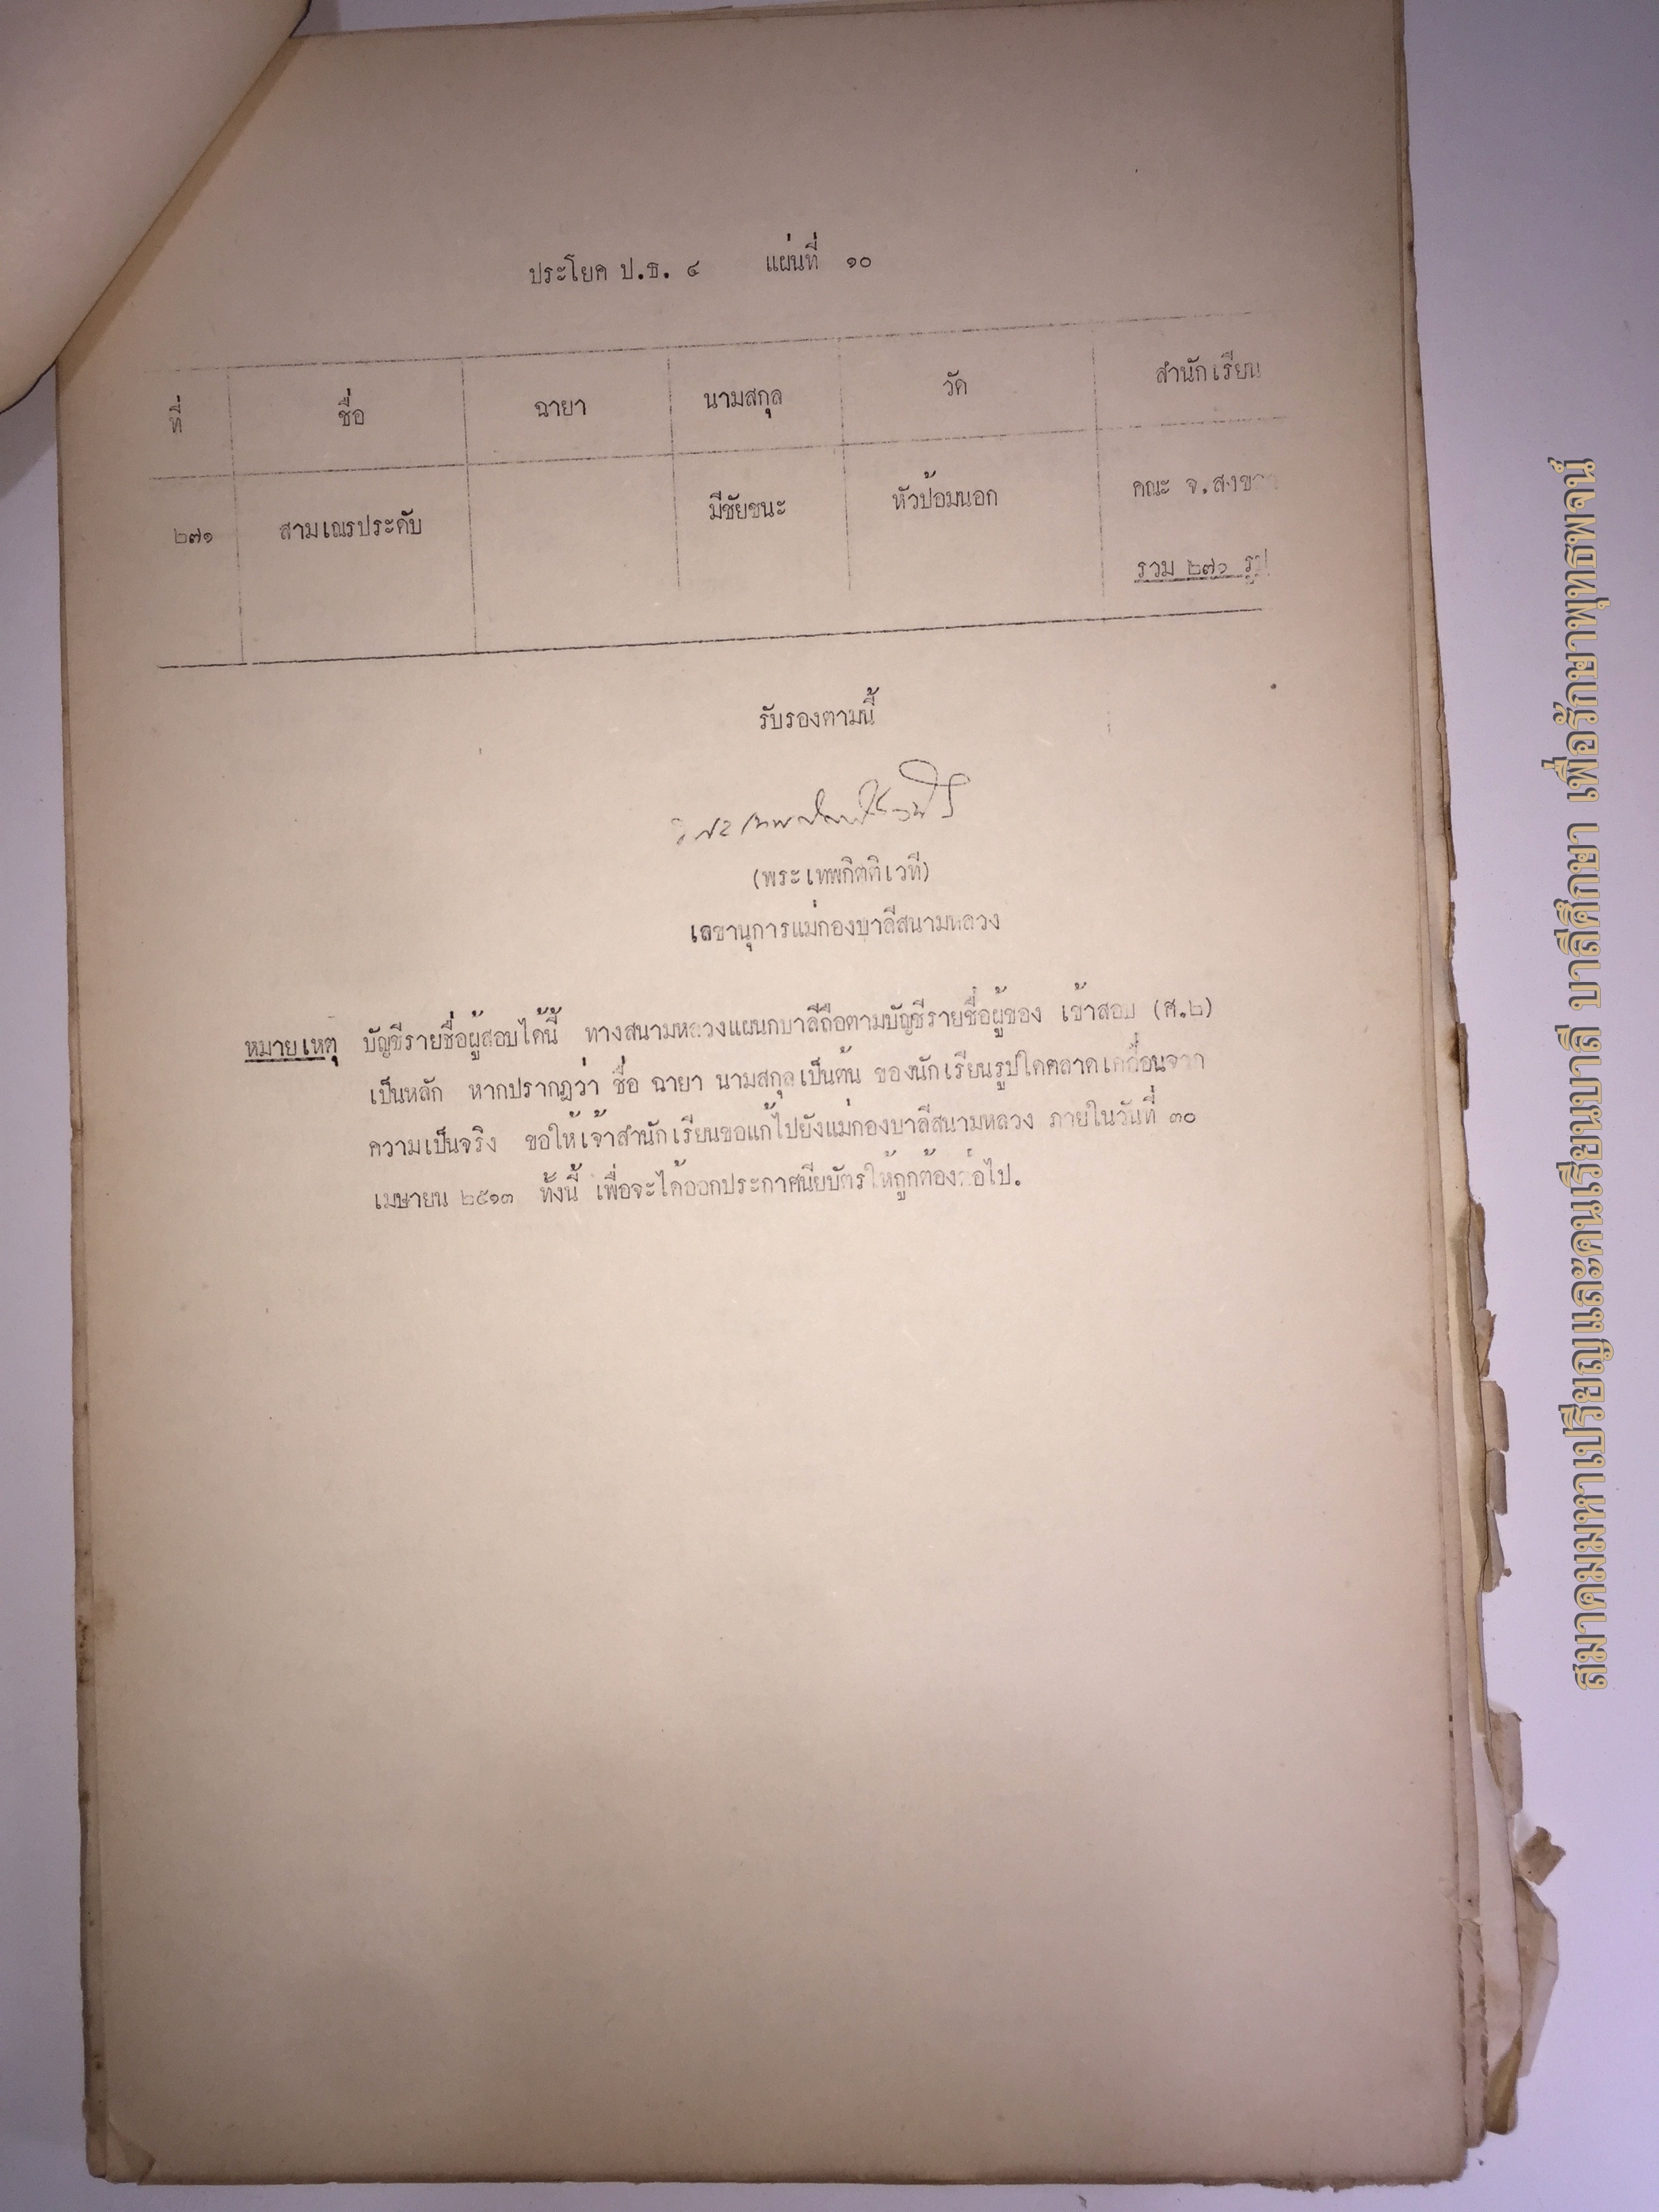 ประโยค ป.ธ. ๔ แผ่นที่ ๑๐
ที่ ชื่อ ฉายา นามสกุล วัด สำนักเรียน
๒๗๑ สามเณรประดับ มีชัยชนะ หัวป้อมนอก คณะ จ.สงขลา
รวม ๒๗๑ รูป
รับรองตามนี้
(พระเทพกิตติเวที)
เลขานุการแม่กองบาลีสนามหลวง
หมายเหตุ บัญชีรายชื่อผู้สอบได้นี้ ทางสนามหลวงแผนกบาลีถือตามบัญชีรายชื่อผู้ของ เข้าสอบ (ศ.๒)
เป็นหลัก หากปรากฏว่า ชื่อ ฉายา นามสกุลเป็นต้น ของนักเรียนรูปใดคลาดเคลื่อนจาก
ความเป็นจริง ขอให้เจ้าสำนักเรียนขอแก้ไปยังแม่กองบาลีสนามหลวง ภายในวันที่ ๓๐
เมษายน ๒๕๑๓ ทั้งนี้ เพื่อจะได้ออกประกาศนียบัตรให้ถูกต้องต่อไป.
สมาคมมหาเปรียญและคนเรียนบาลี บาลีศึกษา เพื่อรักษาพุทธพจน์